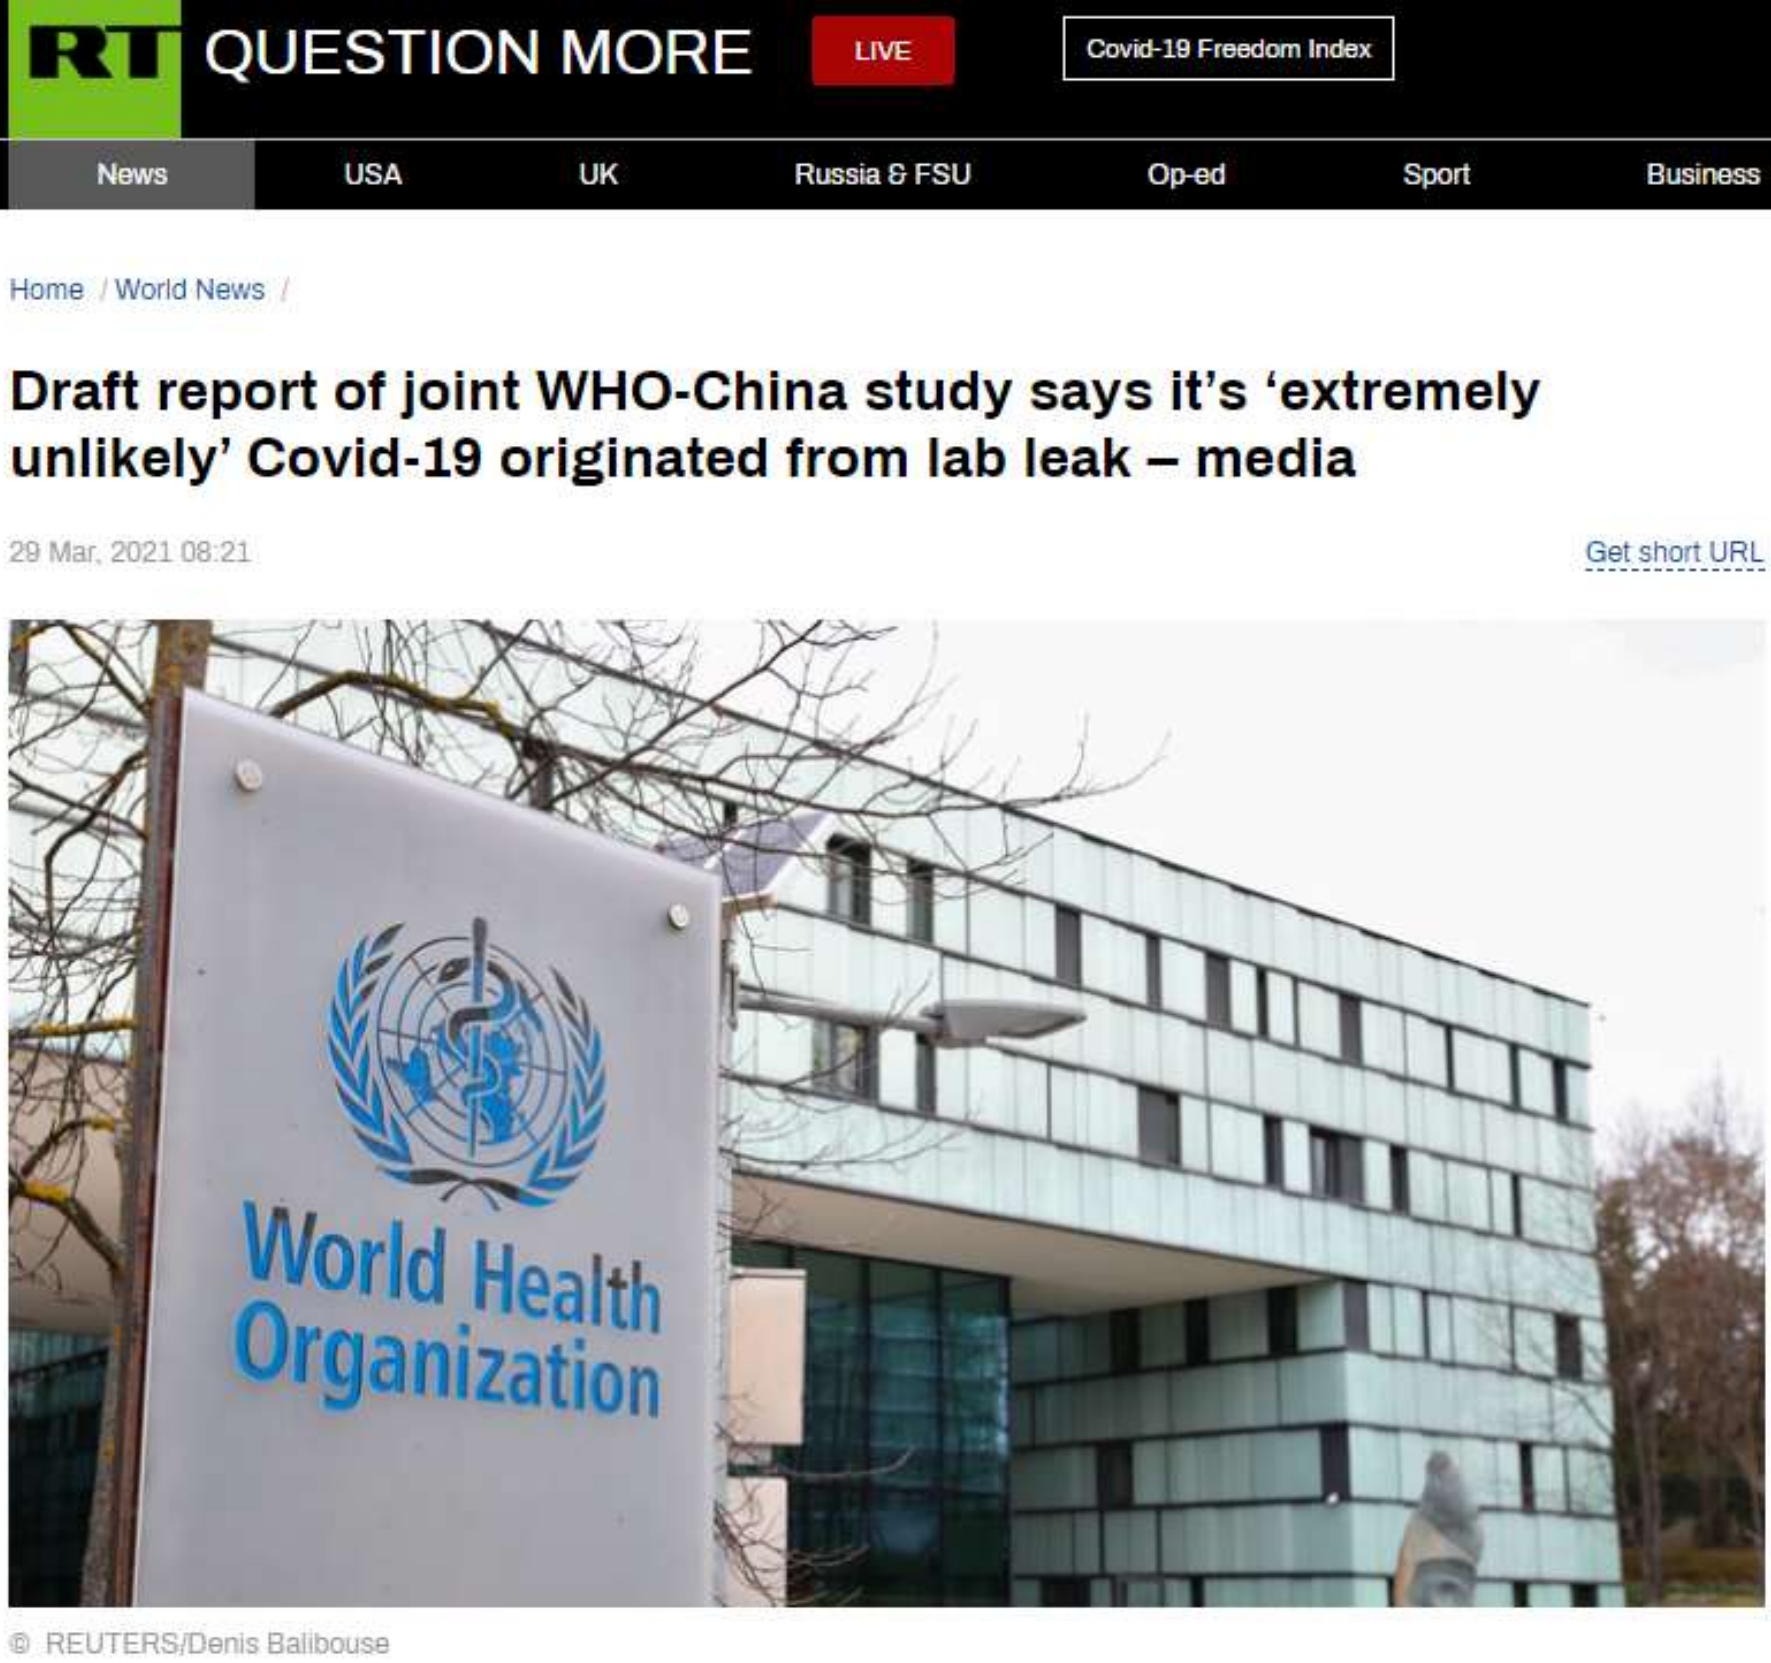 RT QUESTION MORE LIVE Covid-19 Freedom Index
News USA UK Russia & FSU Op-ed Sport Business
Home / World News /
Draft report of joint WHO-China study says it's ‘extremely
unlikely’ Covid-19 originated from lab leak – media
29 Mar, 2021 08:21 Get short URL
World Health
Organization
© REUTERS/Denis Balibouse